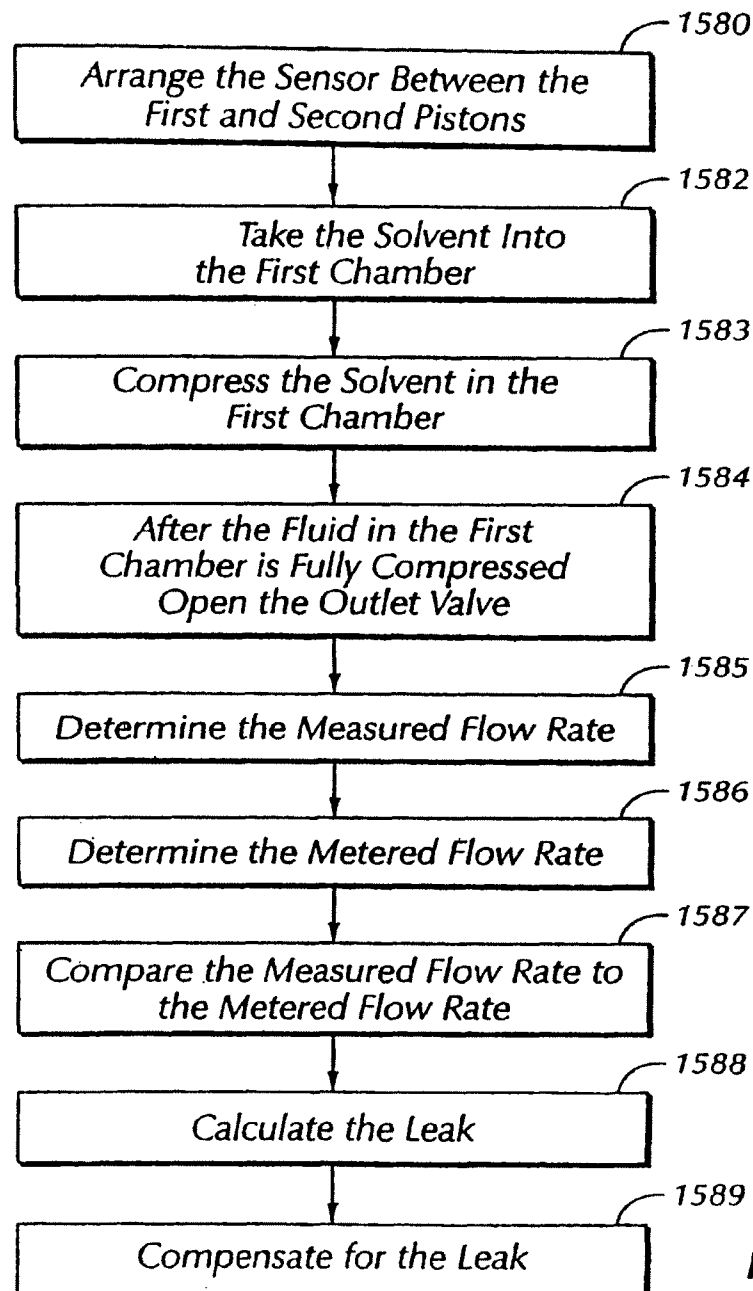 1580
Arrange the Sensor Between the
First and Second Pistons
1582
Take the Solvent Into
the First Chamber
1583
Compress the Solvent in the
First Chamber
1584
After the Fluid in the First
Chamber is Fully Compressed
Open the Outlet Valve
1585
Determine the Measured Flow Rate
1586
Determine the Metered Flow Rate
1587
Compare the Measured Flow Rate to
the Metered Flow Rate
1588
Calculate the Leak
1589
Compensate for the Leak